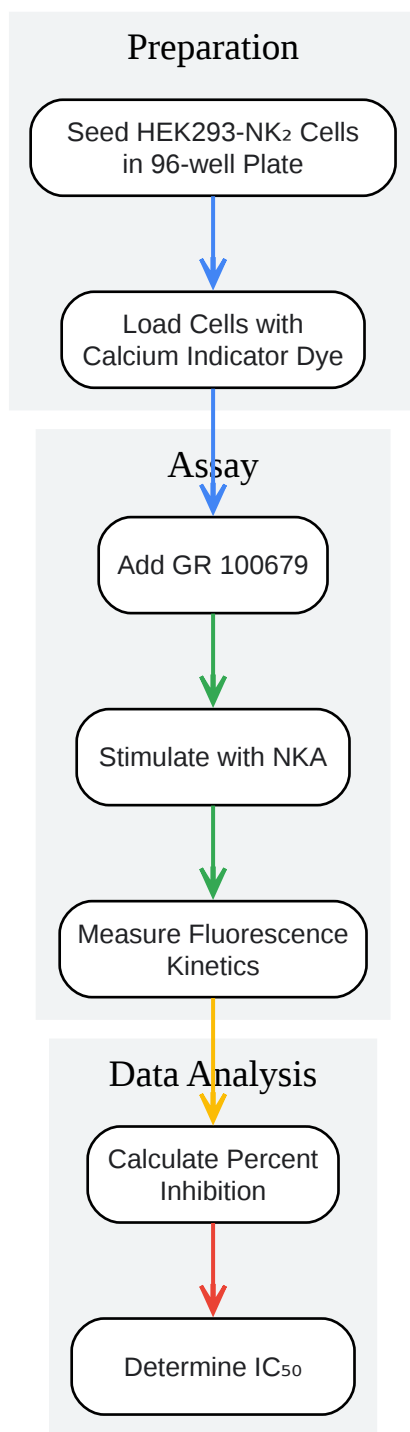 Preparation
Seed HEK293-NK₂ Cells
in 96-well Plate
Load Cells with
Calcium Indicator Dye
Assay
Add GR 100679
Stimulate with NKA
Measure Fluorescence
Kinetics
Data Analysis
Calculate Percent
Inhibition
Determine IC₅₀